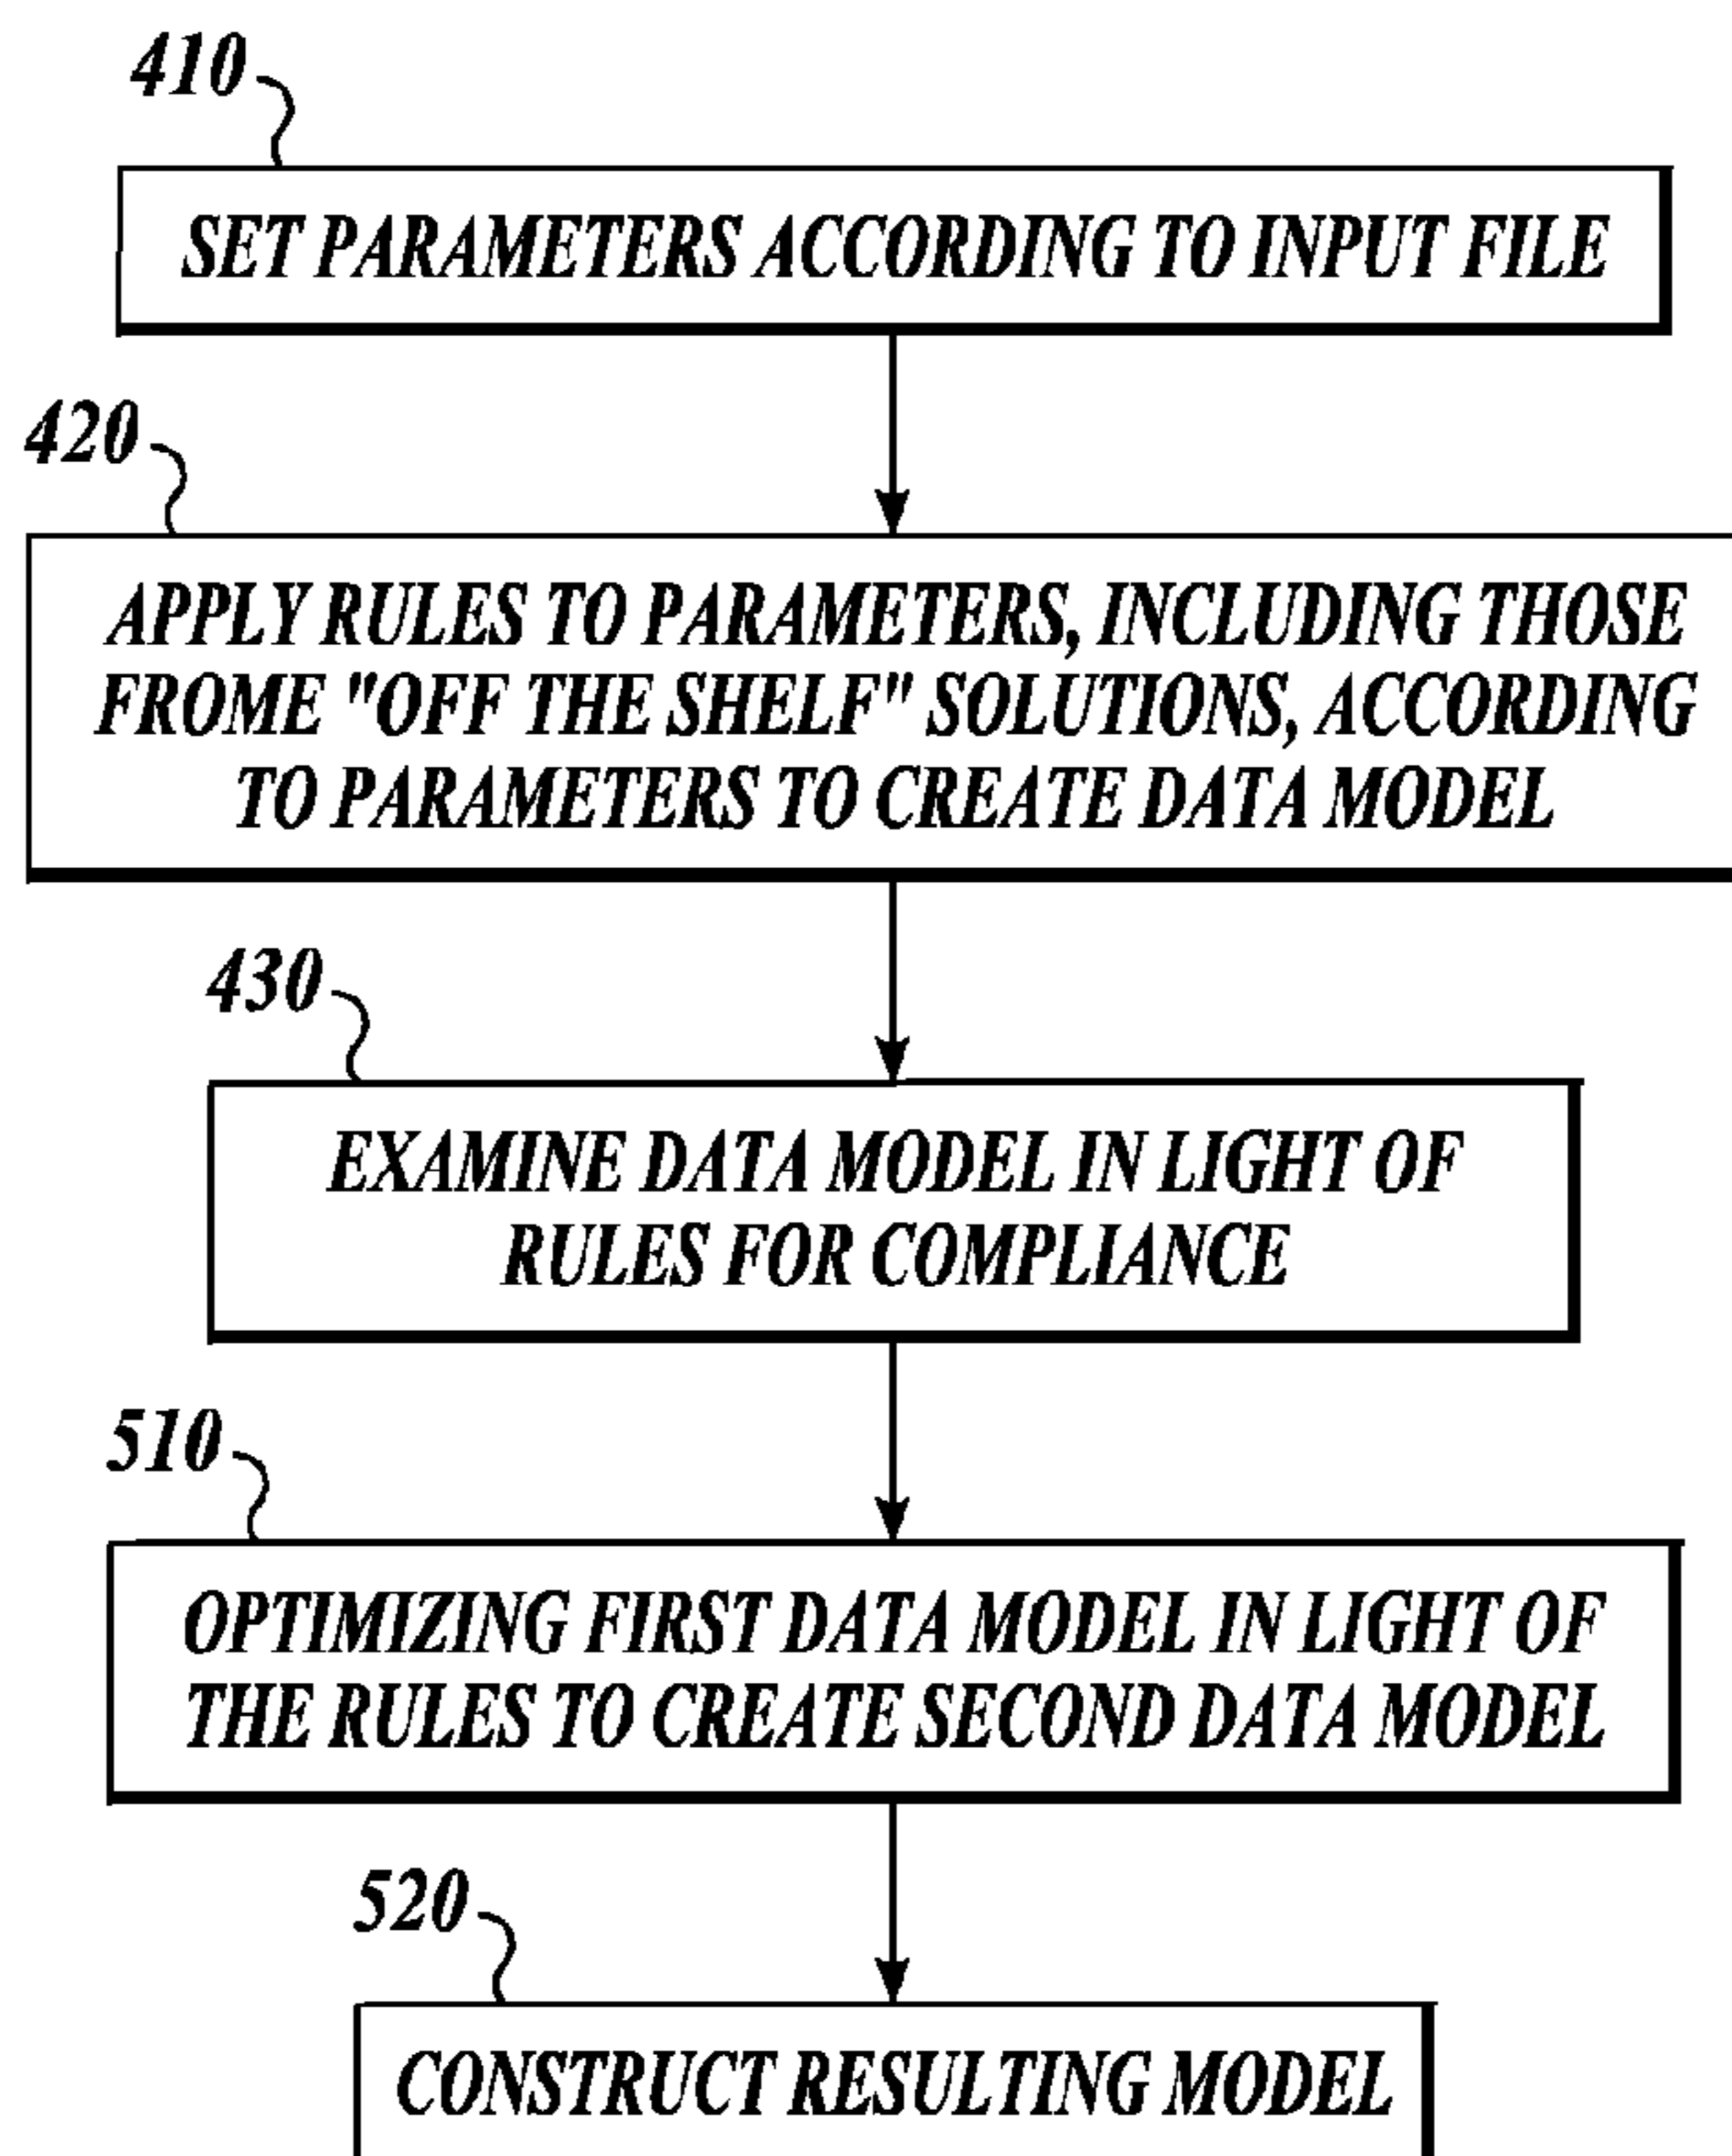 410
SET PARAMETERS ACCORDING TO INPUT FILE
420
APPLY RULES TO PARAMETERS, INCLUDING THOSE
FROME "OFF THE SHELF" SOLUTIONS, ACCORDING
TO PARAMETERS TO CREATE DATA MODEL
430
EXAMINE DATA MODEL IN LIGHT OF
RULES FOR COMPLIANCE
510
OPTIMIZING FIRST DATA MODEL IN LIGHT OF
THE RULES TO CREATE SECOND DATA MODEL
520
CONSTRUCT RESULTING MODEL